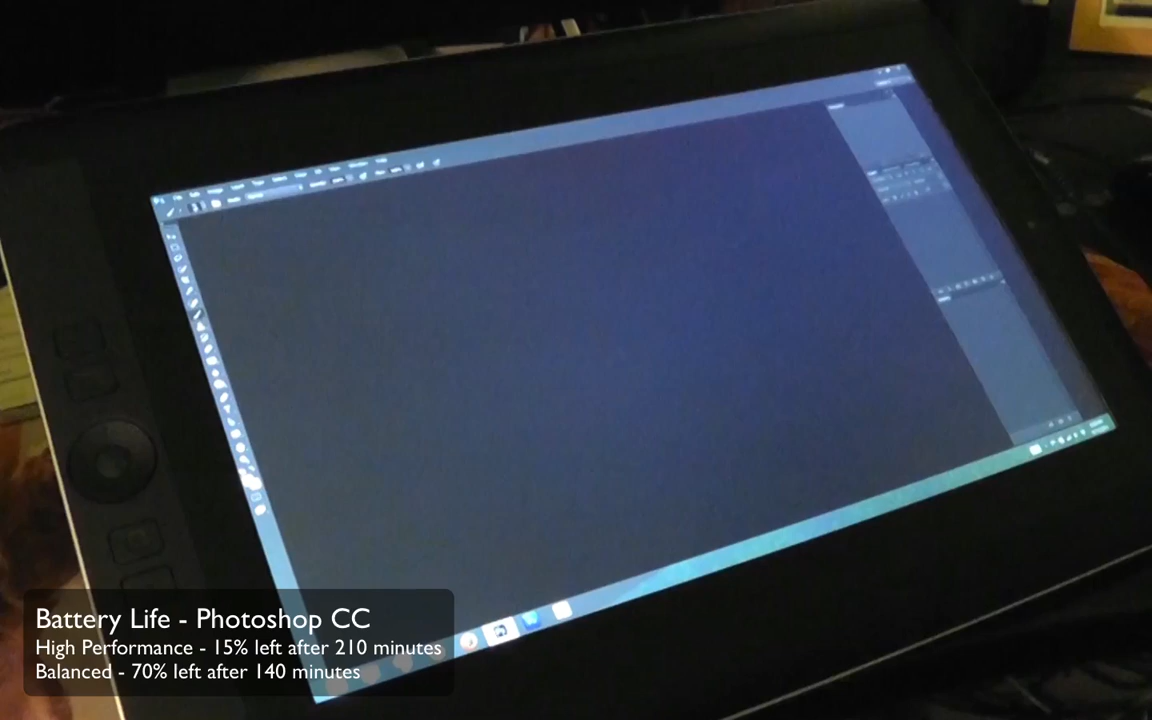 Battery Life - Photoshop CC
High Performance - 15% left after 210 minutes
Balanced - 70% left after 140 minutes